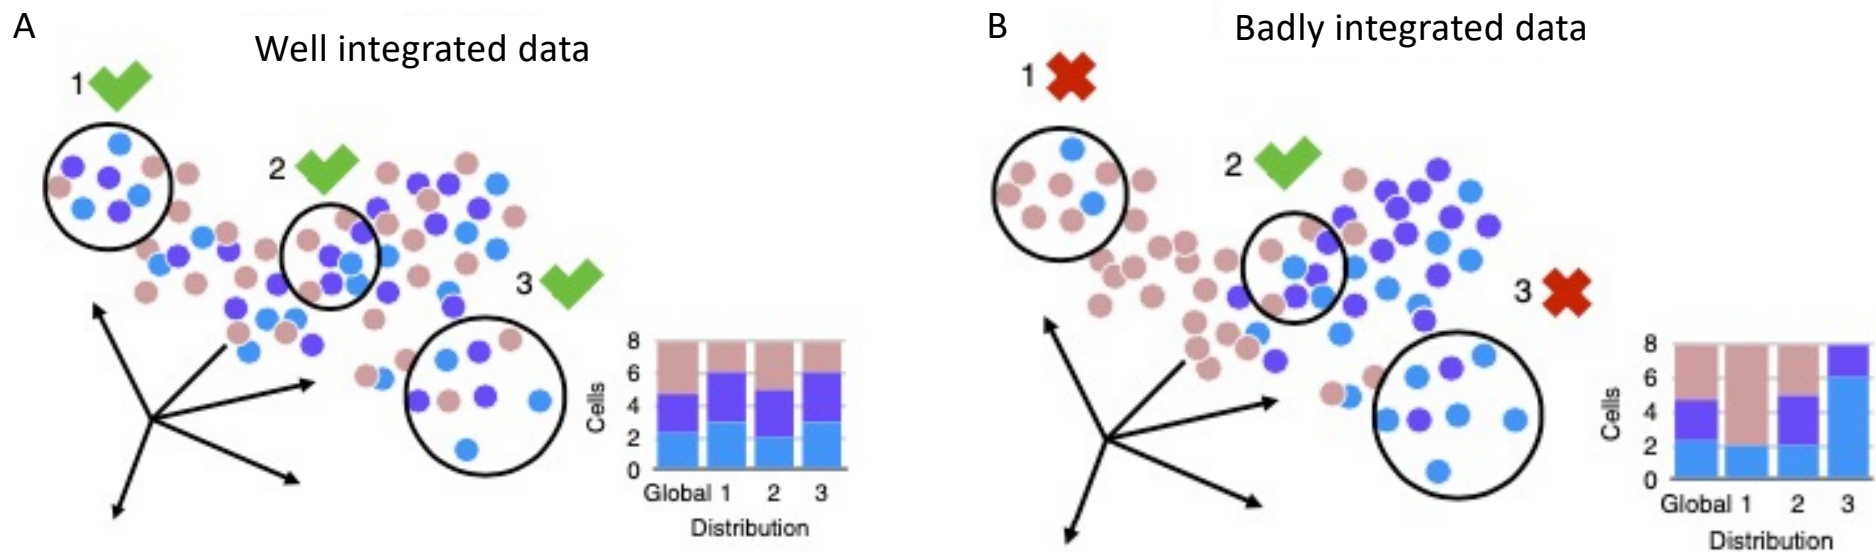 A
Well integrated data
1
2
3
8
6
4
2
0
Cells
Global 1 2 3
Distribution
B
Badly integrated data
1
2
3
8
6
4
2
0
Cells
Global 1 2 3
Distribution